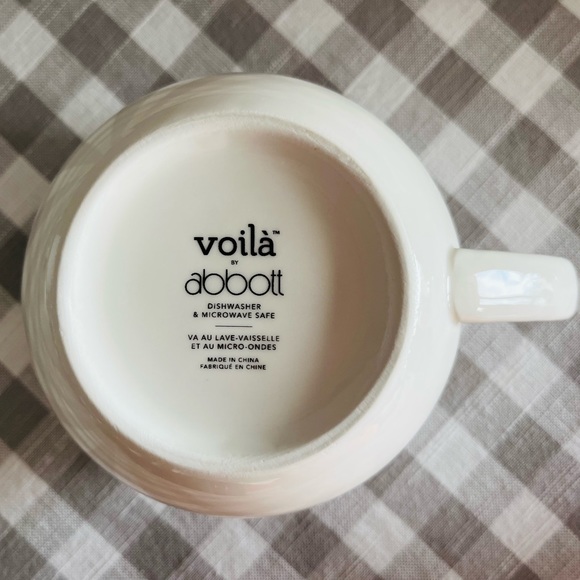 voilà™
BY
abbott
DISHWASHER
& MICROWAVE SAFE
VA AU LAVE-VAISSELLE
ET AU MICRO-ONDES
MADE IN CHINA
FABRIQUÉ EN CHINE